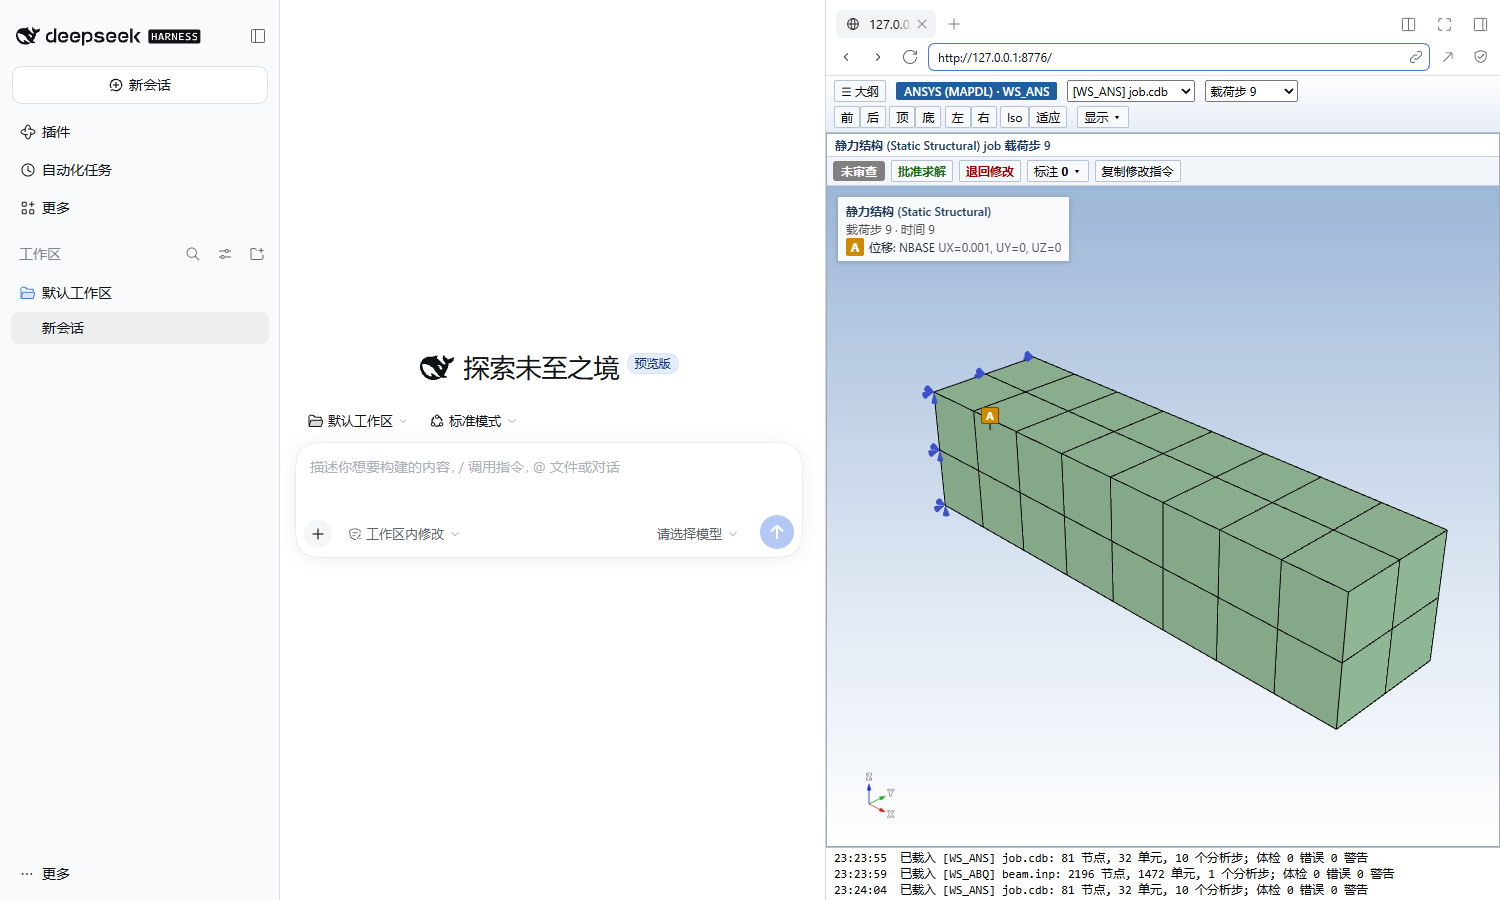 deepseek HARNESS
新会话
插件
自动化任务
更多
工作区
默认工作区
新会话
更多
探索未至之境 预览版
默认工作区 标准模式
描述你想要构建的内容, / 调用指令, @ 文件或对话
工作区内修改 请选择模型
127.0.0
http://127.0.0.1:8776/
☰ 大纲 ANSYS (MAPDL) · WS_ANS [WS_ANS] job.cdb 载荷步 9
前 后 顶 底 左 右 Iso 适应 显示
静力结构 (Static Structural) job 载荷步 9
未审查 批准求解 退回修改 标注 0 复制修改指令
静力结构 (Static Structural)
载荷步 9 · 时间 9
A 位移: NBASE UX=0.001, UY=0, UZ=0
A
Z
Y
X
23:23:55 已载入 [WS_ANS] job.cdb: 81 节点, 32 单元, 10 个分析步; 体检 0 错误 0 警告
23:23:59 已载入 [WS_ABQ] beam.inp: 2196 节点, 1472 单元, 1 个分析步; 体检 0 错误 0 警告
23:24:04 已载入 [WS_ANS] job.cdb: 81 节点, 32 单元, 10 个分析步; 体检 0 错误 0 警告